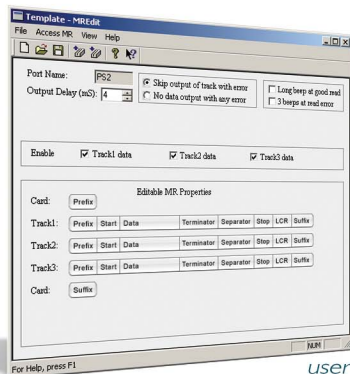 Template - MREdit
File Access MR View Help
Port Name: PS2
Output Delay (mS): 4
Skip output of track with error
No data output with any error
Long beep at good read
3 beeps at read error
Enable Track1 data Track2 data Track3 data
Editable MR Properties
Card: Prefix
Track1: Prefix Start Data Terminator Separator Stop LCR Suffix
Track2: Prefix Start Data Terminator Separator Stop LCR Suffix
Track3: Prefix Start Data Terminator Separator Stop LCR Suffix
Card: Suffix
For Help, press F1 NUM
user